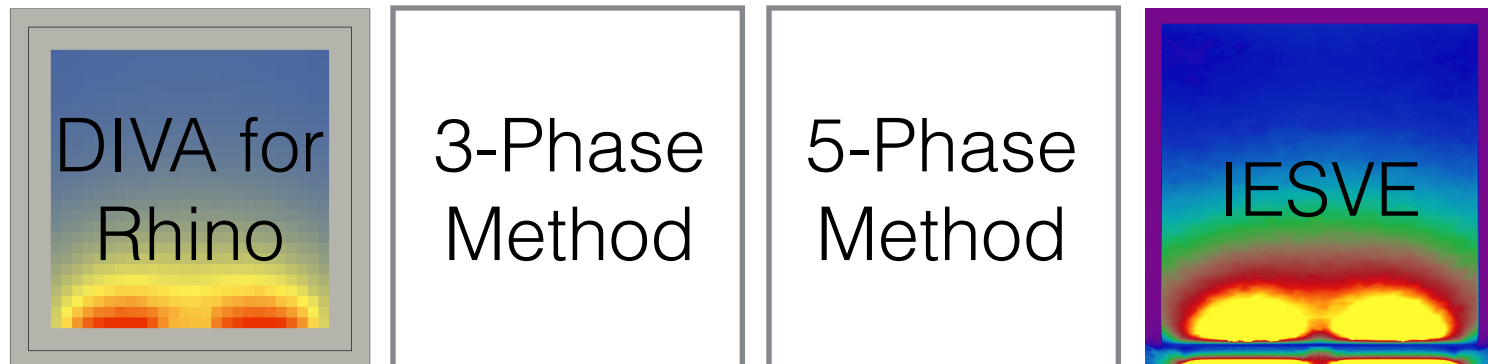 DIVA for
Rhino
3-Phase
Method
5-Phase
Method
IESVE